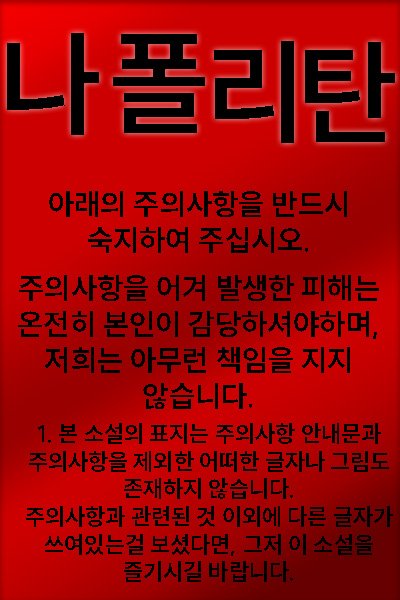 나폴리탄
아래의 주의사항을 반드시
숙지하여 주십시오.
주의사항을 어겨 발생한 피해는
온전히 본인이 감당하셔야하며,
저희는 아무런 책임을 지지
않습니다.
1. 본 소설의 표지는 주의사항 안내문과
주의사항을 제외한 어떠한 글자나 그림도
존재하지 않습니다.
주의사항과 관련된 것 이외에 다른 글자가
쓰여있는걸 보셨다면, 그저 이 소설을
즐기시길 바랍니다.